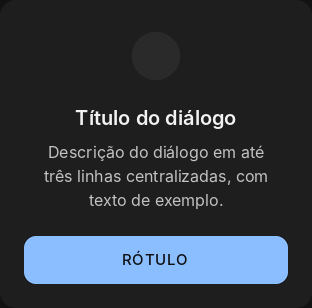 Título do diálogo
Descrição do diálogo em até
três linhas centralizadas, com
texto de exemplo.
RÓTULO